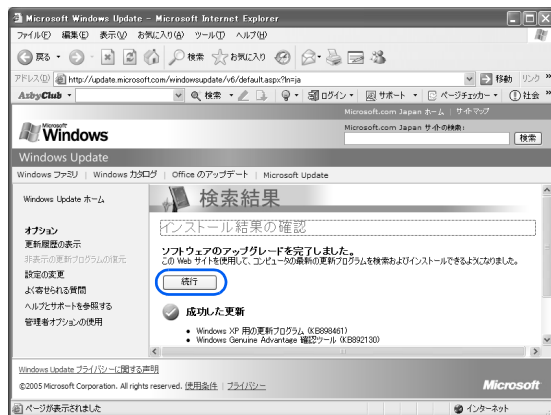 Microsoft Windows Update - Microsoft Internet Explorer
ファイル(F) 編集(E) 表示(V) お気に入り(A) ツール(T) ヘルプ(H)
戻る 検索 お気に入り
アドレス(D) http://update.microsoft.com/windowsupdate/v6/default.aspx?ln=ja 移動 リンク »
AzbyClub 検索 ログイン サポート ページチェッカー 社会 »
Microsoft.com Japan ホーム | サイトマップ
Microsoft Windows
Microsoft.com Japan サイトの検索:
検索
Windows Update
Windows ファミリ | Windows カタログ | Office のアップデート | Microsoft Update
Windows Update ホーム
オプション
更新履歴の表示
非表示の更新プログラムの復元
設定の変更
よく寄せられる質問
ヘルプとサポートを参照する
管理者オプションの使用
検索結果
インストール結果の確認
ソフトウェアのアップグレードを完了しました。
この Web サイトを使用して、コンピュータの最新の更新プログラムを検索およびインストールできるようになりました。
続行
成功した更新
• Windows XP 用の更新プログラム (KB898461)
• Windows Genuine Advantage 確認ツール (KB892130)
Windows Update プライバシーに関する声明
©2005 Microsoft Corporation. All rights reserved. 使用条件 | プライバシー
Microsoft
ページが表示されました
インターネット